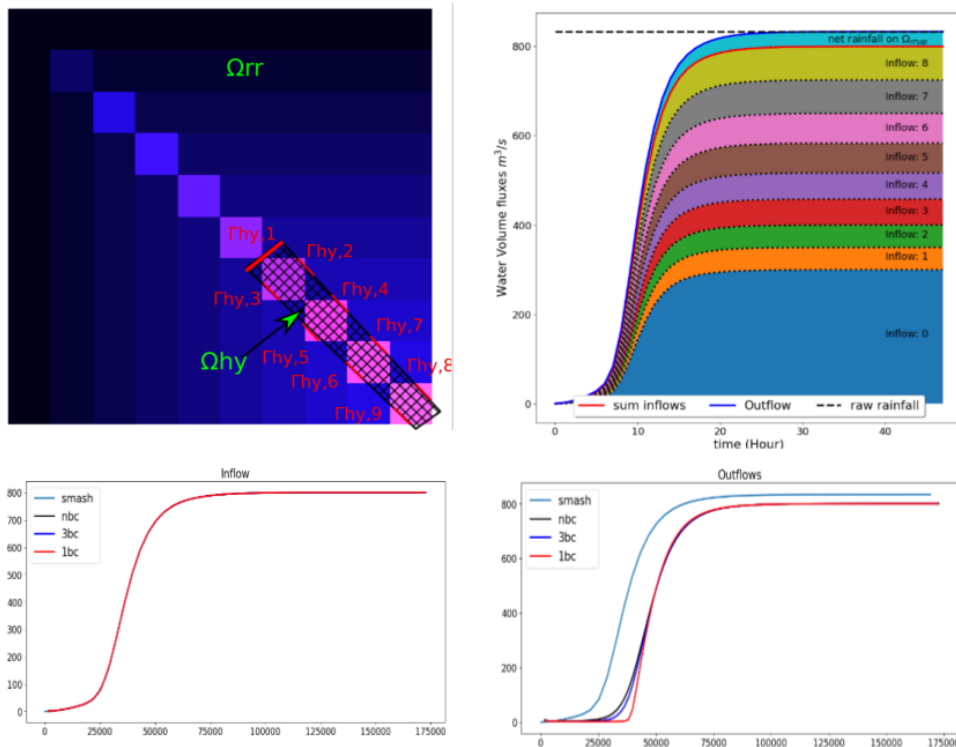 Ωrr
Γhy,1
Γhy,2
Γhy,3
Γhy,4
Γhy,7
Ωhy
Γhy,5
Γhy,8
Γhy,6
Γhy,9
Water Volume fluxes m³/s
800
600
400
200
0
net rainfall on Ωmap
Inflow: 8
Inflow: 7
Inflow: 6
Inflow: 5
Inflow: 4
Inflow: 3
Inflow: 2
Inflow: 1
Inflow: 0
sum inflows Outflow raw rainfall
0 10 20 30 40
time (Hour)
Inflow
800
700
600
500
400
300
200
100
0
smash
nbc
3bc
1bc
0 25000 50000 75000 100000 125000 150000 175000
Outflows
800
600
400
200
0
smash
nbc
3bc
1bc
0 25000 50000 75000 100000 125000 150000 175000